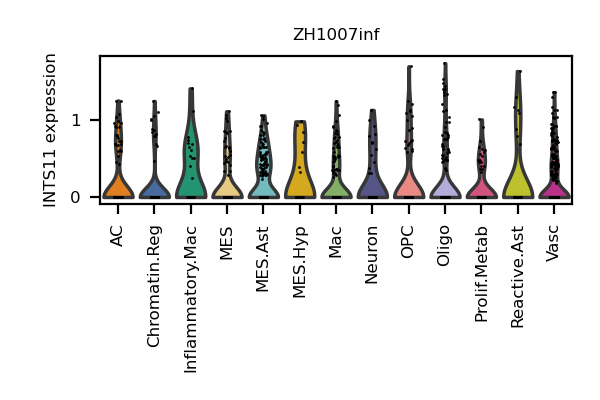 ZH1007inf
INTS11 expression
1
0
AC
Chromatin.Reg
Inflammatory.Mac
MES
MES.Ast
MES.Hyp
Mac
Neuron
OPC
Oligo
Prolif.Metab
Reactive.Ast
Vasc